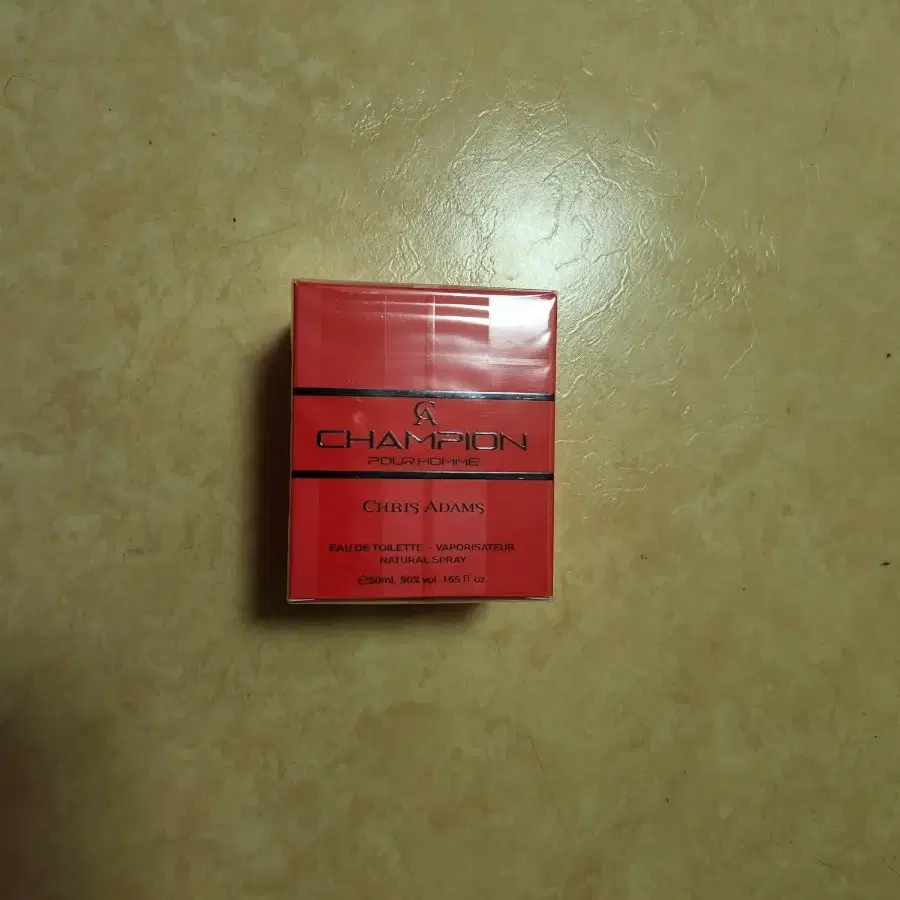 CA
CHAMPION
POUR HOMME
CHRIS ADAMS
EAU DE TOILETTE - VAPORISATEUR
NATURAL SPRAY
℮50ml. 90% vol 1.65 fl oz.